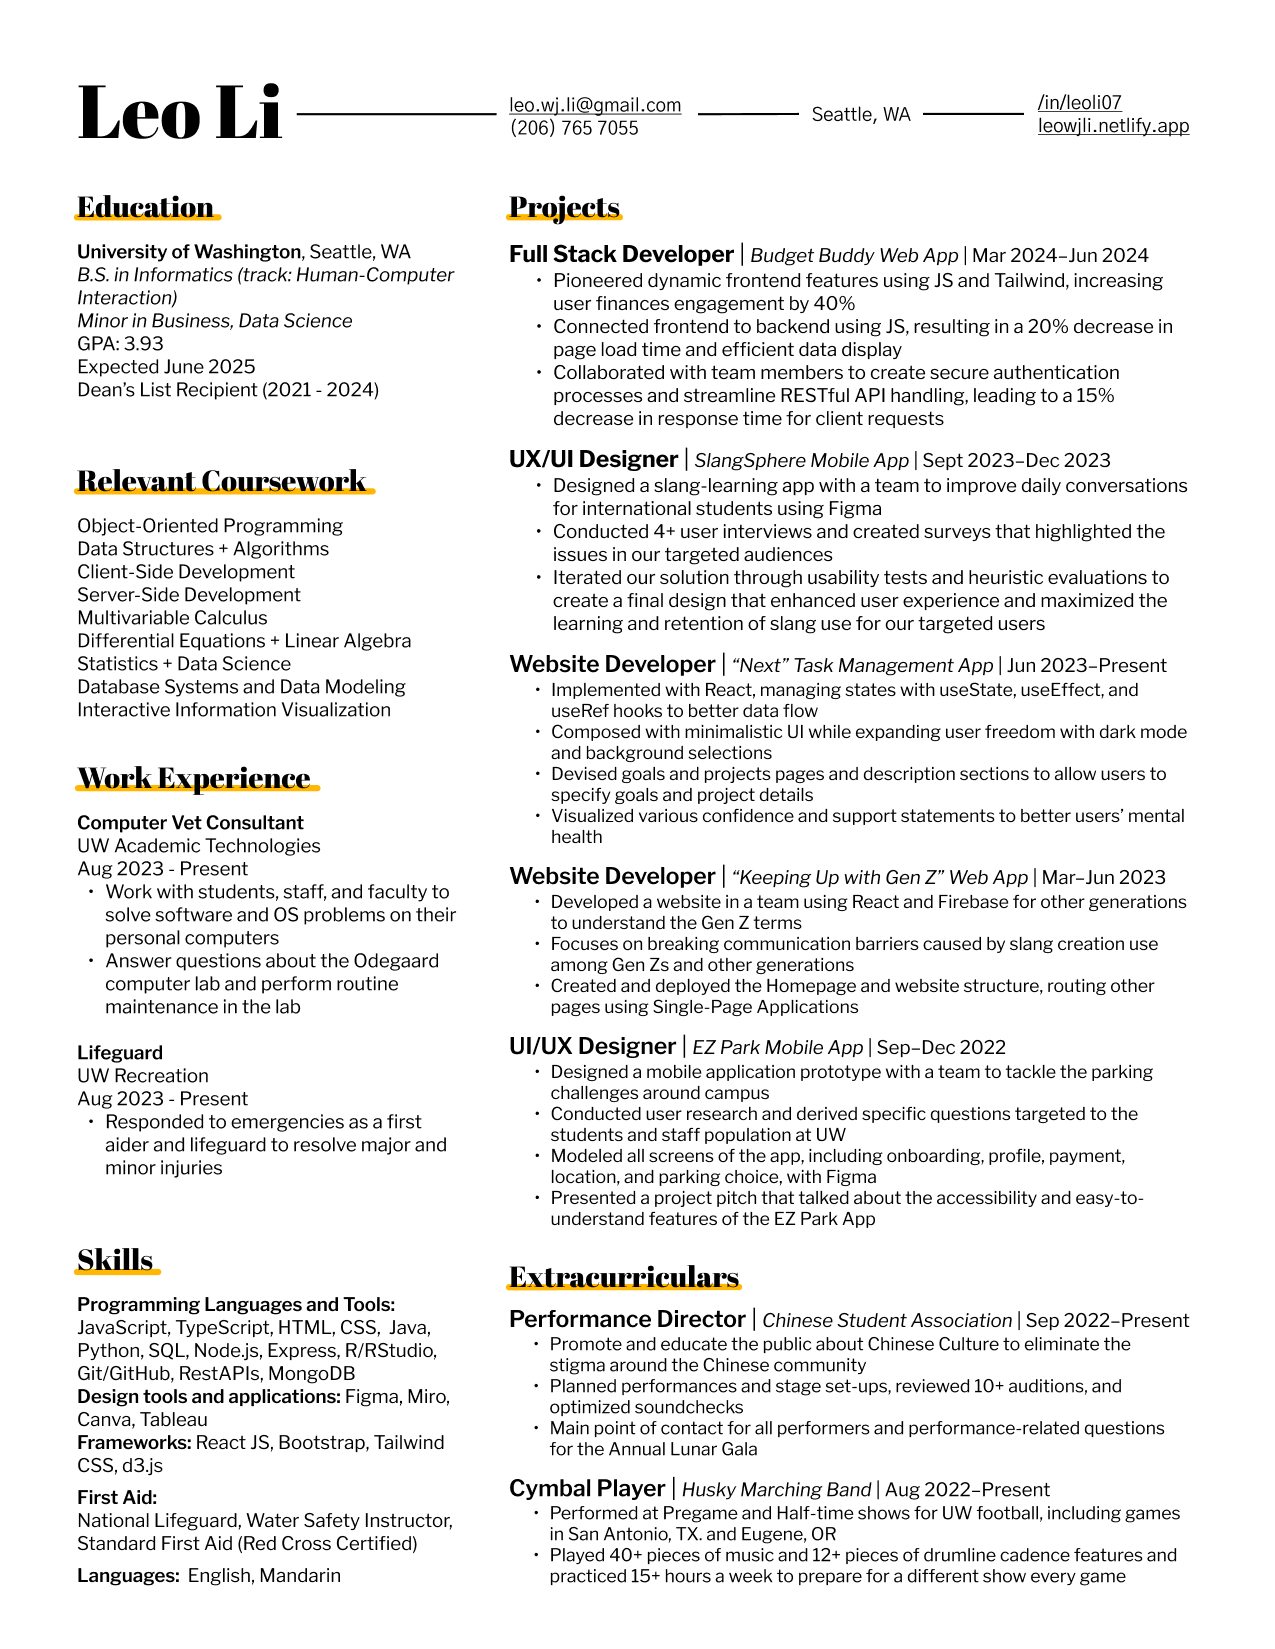 Leo Li
leo.wj.li@gmail.com
(206) 765 7055
Seattle, WA
/in/leoli07
leowjli.netlify.app
Education
University of Washington, Seattle, WA
B.S. in Informatics (track: Human-Computer
Interaction)
Minor in Business, Data Science
GPA: 3.93
Expected June 2025
Dean’s List Recipient (2021 - 2024)
Relevant Coursework
Object-Oriented Programming
Data Structures + Algorithms
Client-Side Development
Server-Side Development
Multivariable Calculus
Differential Equations + Linear Algebra
Statistics + Data Science
Database Systems and Data Modeling
Interactive Information Visualization
Work Experience
Computer Vet Consultant
UW Academic Technologies
Aug 2023 - Present
• Work with students, staff, and faculty to
solve software and OS problems on their
personal computers
• Answer questions about the Odegaard
computer lab and perform routine
maintenance in the lab
Lifeguard
UW Recreation
Aug 2023 - Present
• Responded to emergencies as a first
aider and lifeguard to resolve major and
minor injuries
Skills
Programming Languages and Tools:
JavaScript, TypeScript, HTML, CSS, Java,
Python, SQL, Node.js, Express, R/RStudio,
Git/GitHub, RestAPIs, MongoDB
Design tools and applications: Figma, Miro,
Canva, Tableau
Frameworks: React JS, Bootstrap, Tailwind
CSS, d3.js
First Aid:
National Lifeguard, Water Safety Instructor,
Standard First Aid (Red Cross Certified)
Languages: English, Mandarin
Projects
Full Stack Developer | Budget Buddy Web App | Mar 2024–Jun 2024
• Pioneered dynamic frontend features using JS and Tailwind, increasing
user finances engagement by 40%
• Connected frontend to backend using JS, resulting in a 20% decrease in
page load time and efficient data display
• Collaborated with team members to create secure authentication
processes and streamline RESTful API handling, leading to a 15%
decrease in response time for client requests
UX/UI Designer | SlangSphere Mobile App | Sept 2023–Dec 2023
• Designed a slang-learning app with a team to improve daily conversations
for international students using Figma
• Conducted 4+ user interviews and created surveys that highlighted the
issues in our targeted audiences
• Iterated our solution through usability tests and heuristic evaluations to
create a final design that enhanced user experience and maximized the
learning and retention of slang use for our targeted users
Website Developer | “Next” Task Management App | Jun 2023–Present
• Implemented with React, managing states with useState, useEffect, and
useRef hooks to better data flow
• Composed with minimalistic UI while expanding user freedom with dark mode
and background selections
• Devised goals and projects pages and description sections to allow users to
specify goals and project details
• Visualized various confidence and support statements to better users’ mental
health
Website Developer | “Keeping Up with Gen Z” Web App | Mar–Jun 2023
• Developed a website in a team using React and Firebase for other generations
to understand the Gen Z terms
• Focuses on breaking communication barriers caused by slang creation use
among Gen Zs and other generations
• Created and deployed the Homepage and website structure, routing other
pages using Single-Page Applications
UI/UX Designer | EZ Park Mobile App | Sep–Dec 2022
• Designed a mobile application prototype with a team to tackle the parking
challenges around campus
• Conducted user research and derived specific questions targeted to the
students and staff population at UW
• Modeled all screens of the app, including onboarding, profile, payment,
location, and parking choice, with Figma
• Presented a project pitch that talked about the accessibility and easy-to-
understand features of the EZ Park App
Extracurriculars
Performance Director | Chinese Student Association | Sep 2022–Present
• Promote and educate the public about Chinese Culture to eliminate the
stigma around the Chinese community
• Planned performances and stage set-ups, reviewed 10+ auditions, and
optimized soundchecks
• Main point of contact for all performers and performance-related questions
for the Annual Lunar Gala
Cymbal Player | Husky Marching Band | Aug 2022–Present
• Performed at Pregame and Half-time shows for UW football, including games
in San Antonio, TX. and Eugene, OR
• Played 40+ pieces of music and 12+ pieces of drumline cadence features and
practiced 15+ hours a week to prepare for a different show every game